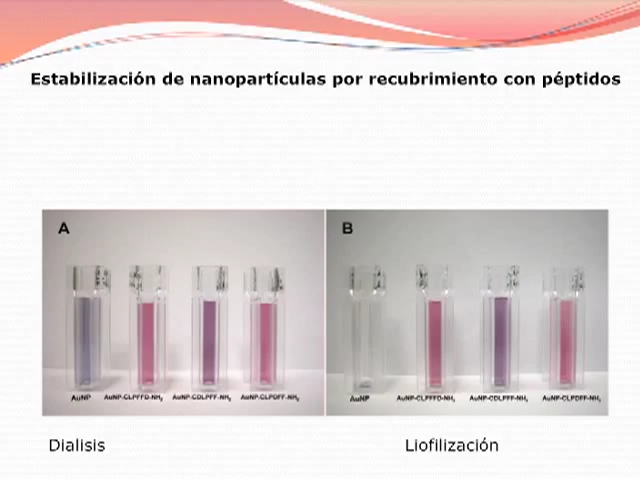 Estabilización de nanopartículas por recubrimiento con péptidos
A
B
AuNP
AuNP-CLPFFD-NH₂
AuNP-CDLPFF-NH₂
AuNP-CLPDFF-NH₂
AuNP
AuNP-CLPFFD-NH₂
AuNP-CDLPFF-NH₂
AuNP-CLPDFF-NH₂
Dialisis
Liofilización